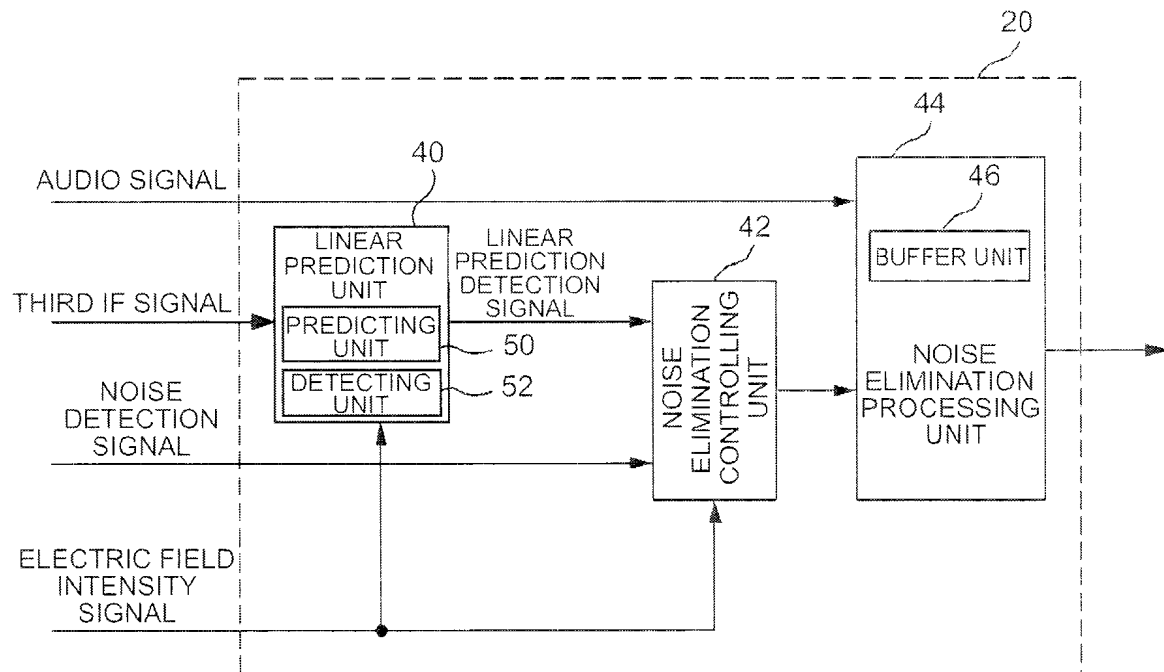 20
44
40
AUDIO SIGNAL
46
42
LINEAR
PREDICTION
UNIT
LINEAR
PREDICTION
DETECTION
SIGNAL
BUFFER UNIT
THIRD IF SIGNAL
PREDICTING
UNIT
50
DETECTING
UNIT
52
NOISE
ELIMINATION
CONTROLLING
UNIT
NOISE
ELIMINATION
PROCESSING
UNIT
NOISE
DETECTION
SIGNAL
ELECTRIC FIELD
INTENSITY
SIGNAL